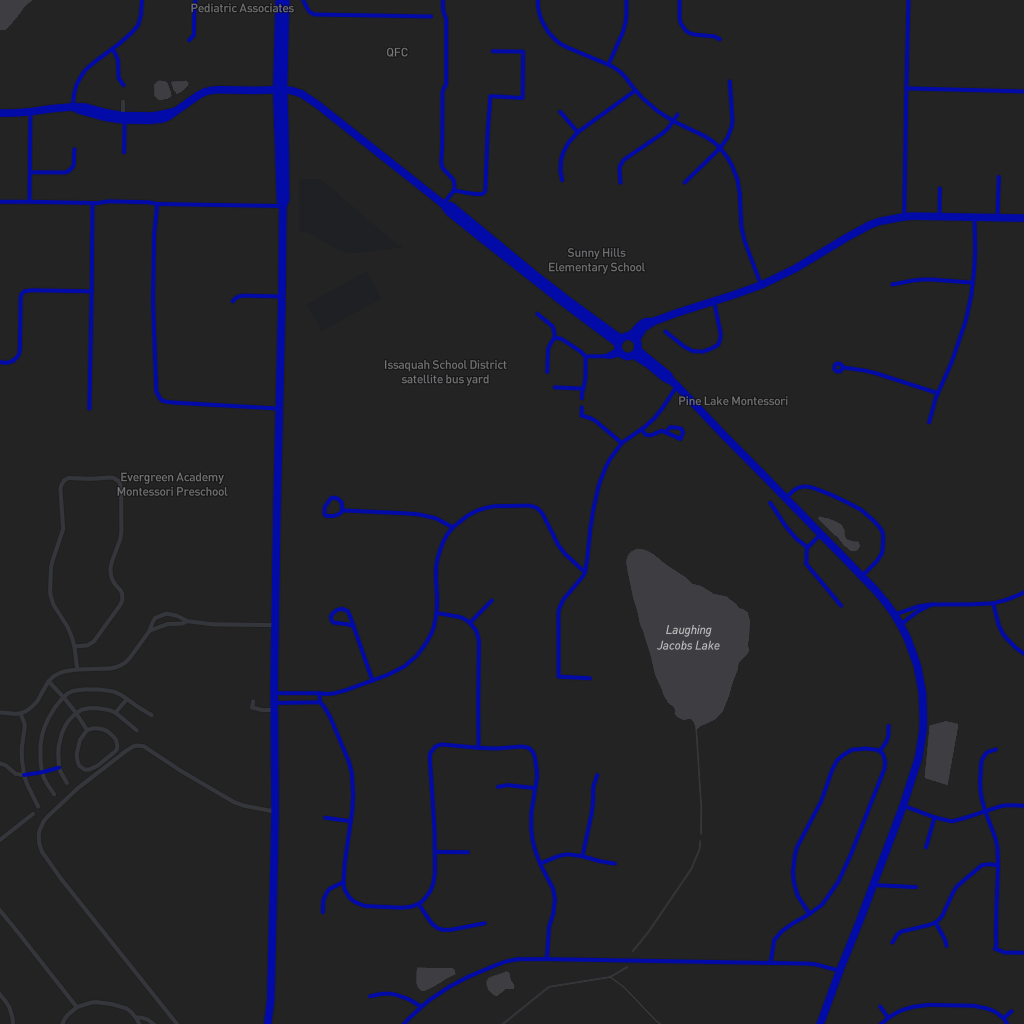 Pediatric Associates
QFC
Sunny Hills
Elementary School
Issaquah School District
satellite bus yard
Pine Lake Montessori
Evergreen Academy
Montessori Preschool
Laughing
Jacobs Lake